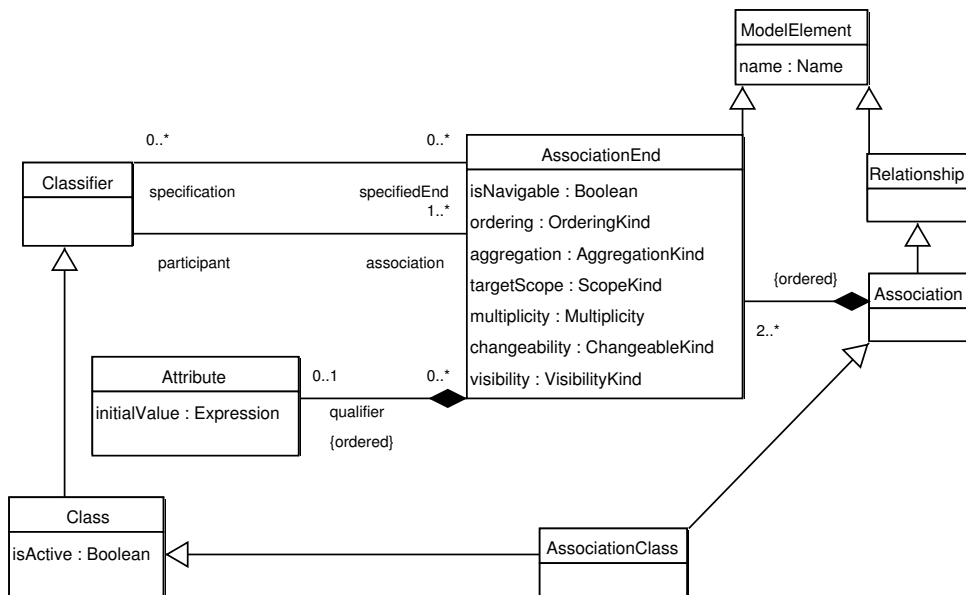 ModelElement
name : Name
0..*
0..*
AssociationEnd
Classifier
Relationship
specification
specifiedEnd
isNavigable : Boolean
1..*
ordering : OrderingKind
participant
association
aggregation : AggregationKind
targetScope : ScopeKind
{ordered}
Association
multiplicity : Multiplicity
2..*
changeability : ChangeableKind
Attribute
0..1
0..*
visibility : VisibilityKind
initialValue : Expression
qualifier
{ordered}
Class
isActive : Boolean
AssociationClass